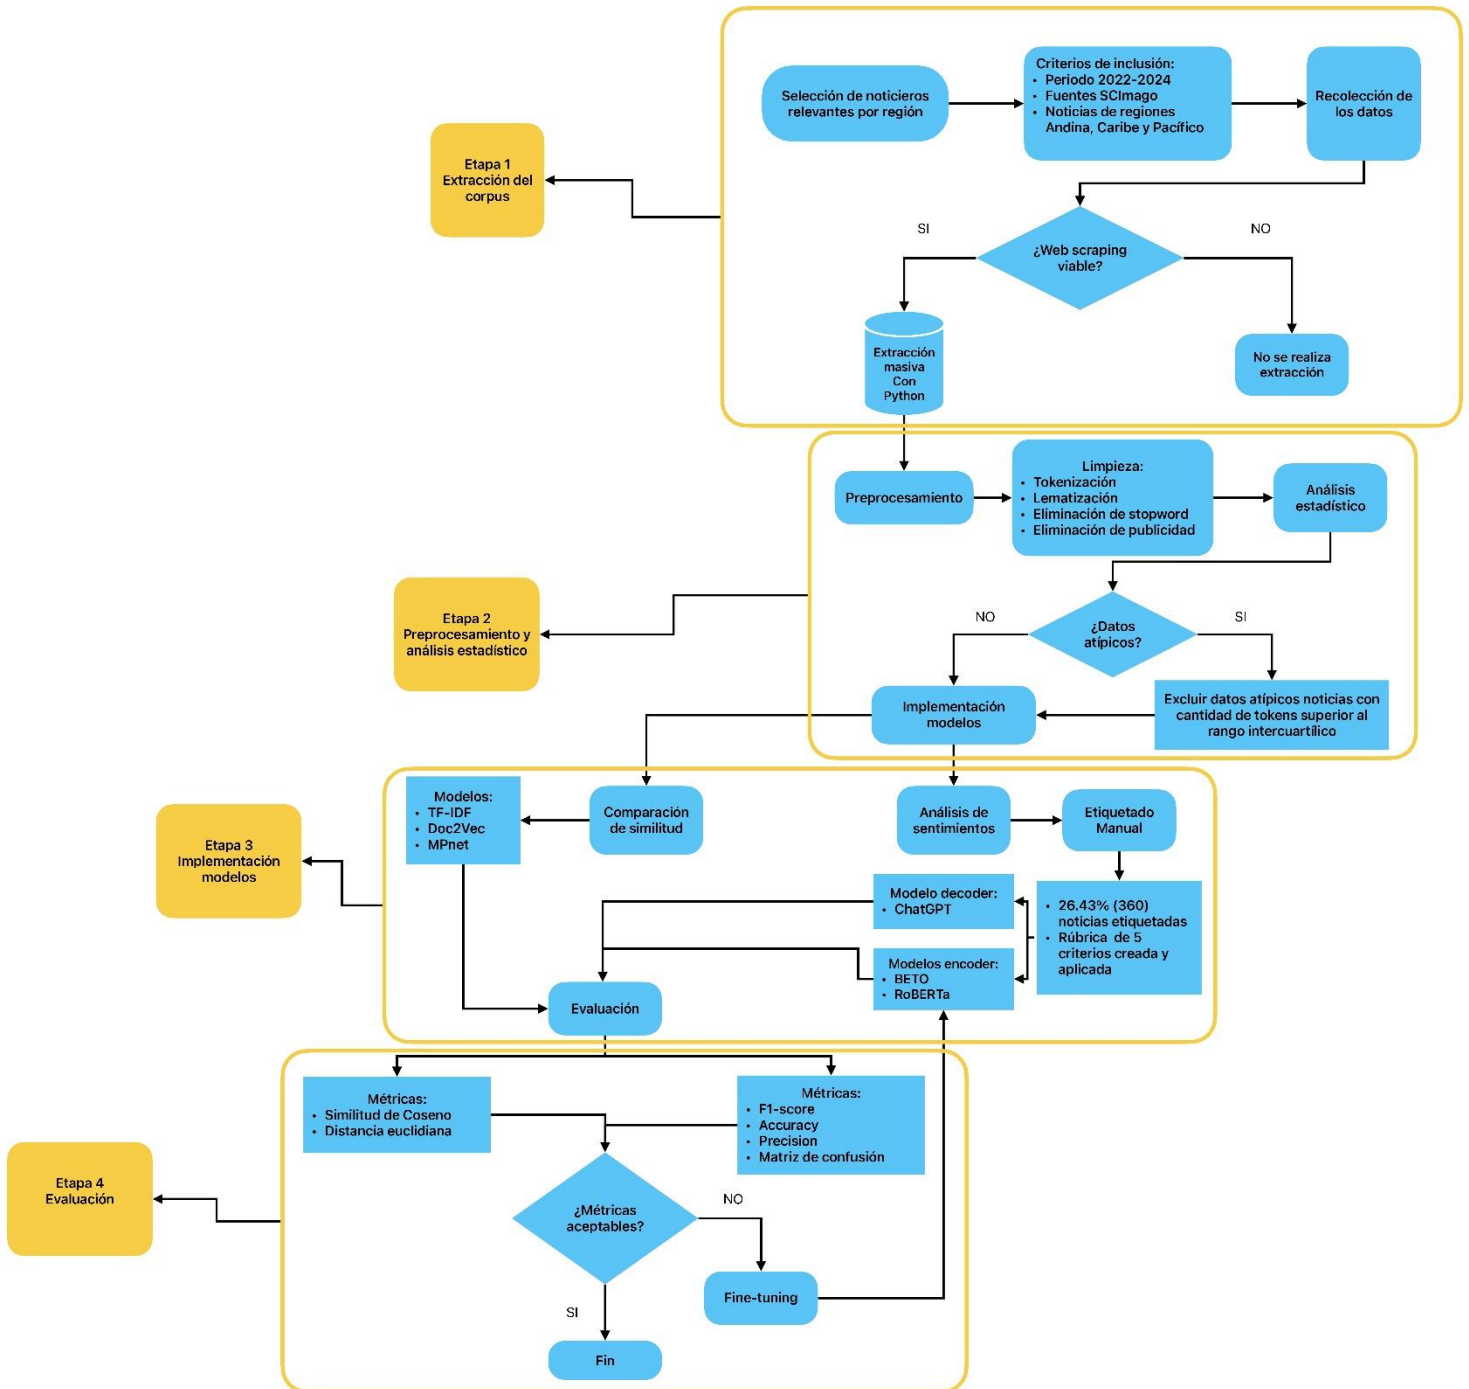 Selección de noticieros
relevantes por región
Criterios de inclusión:
• Periodo 2022-2024
• Fuentes SCImago
• Noticias de regiones
Andina, Caribe y Pacífico
Recolección de
los datos
Etapa 1
Extracción del
corpus
SI
¿Web scraping
viable?
NO
Extracción
masiva
Con
Python
No se realiza
extracción
Preprocesamiento
Limpieza:
• Tokenización
• Lematización
• Eliminación de stopword
• Eliminación de publicidad
Análisis
estadístico
Etapa 2
Preprocesamiento y
análisis estadístico
NO
¿Datos
atípicos?
SI
Implementación
modelos
Excluir datos atípicos noticias con
cantidad de tokens superior al
rango intercuartílico
Etapa 3
Implementación
modelos
Modelos:
• TF-IDF
• Doc2Vec
• MPnet
Comparación
de similitud
Análisis de
sentimientos
Etiquetado
Manual
Modelo decoder:
• ChatGPT
• 26.43% (360)
noticias etiquetadas
• Rúbrica de 5
criterios creada y
aplicada
Modelos encoder:
• BETO
• RoBERTa
Evaluación
Etapa 4
Evaluación
Métricas:
• Similitud de Coseno
• Distancia euclidiana
Métricas:
• F1-score
• Accuracy
• Precision
• Matriz de confusión
¿Métricas
aceptables?
NO
Fine-tuning
SI
Fin